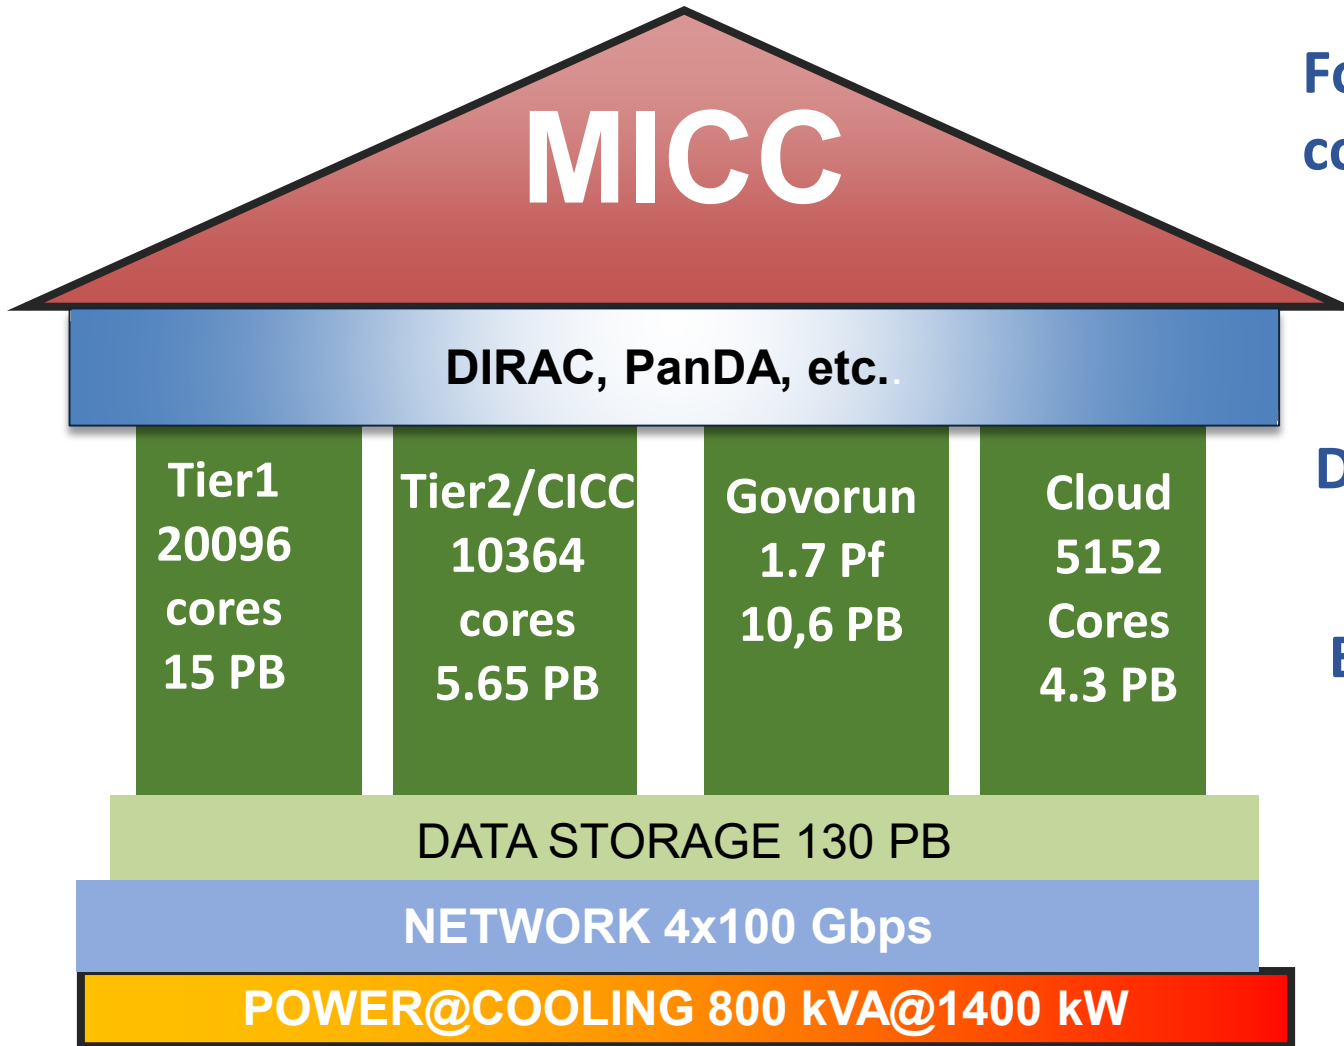 MICC
DIRAC, PanDA, etc..
Tier1
20096
cores
15 PB
Tier2/CICC
10364
cores
5.65 PB
Govorun
1.7 Pf
10,6 PB
Cloud
5152
Cores
4.3 PB
DATA STORAGE 130 PB
NETWORK 4x100 Gbps
POWER@COOLING 800 kVA@1400 kW